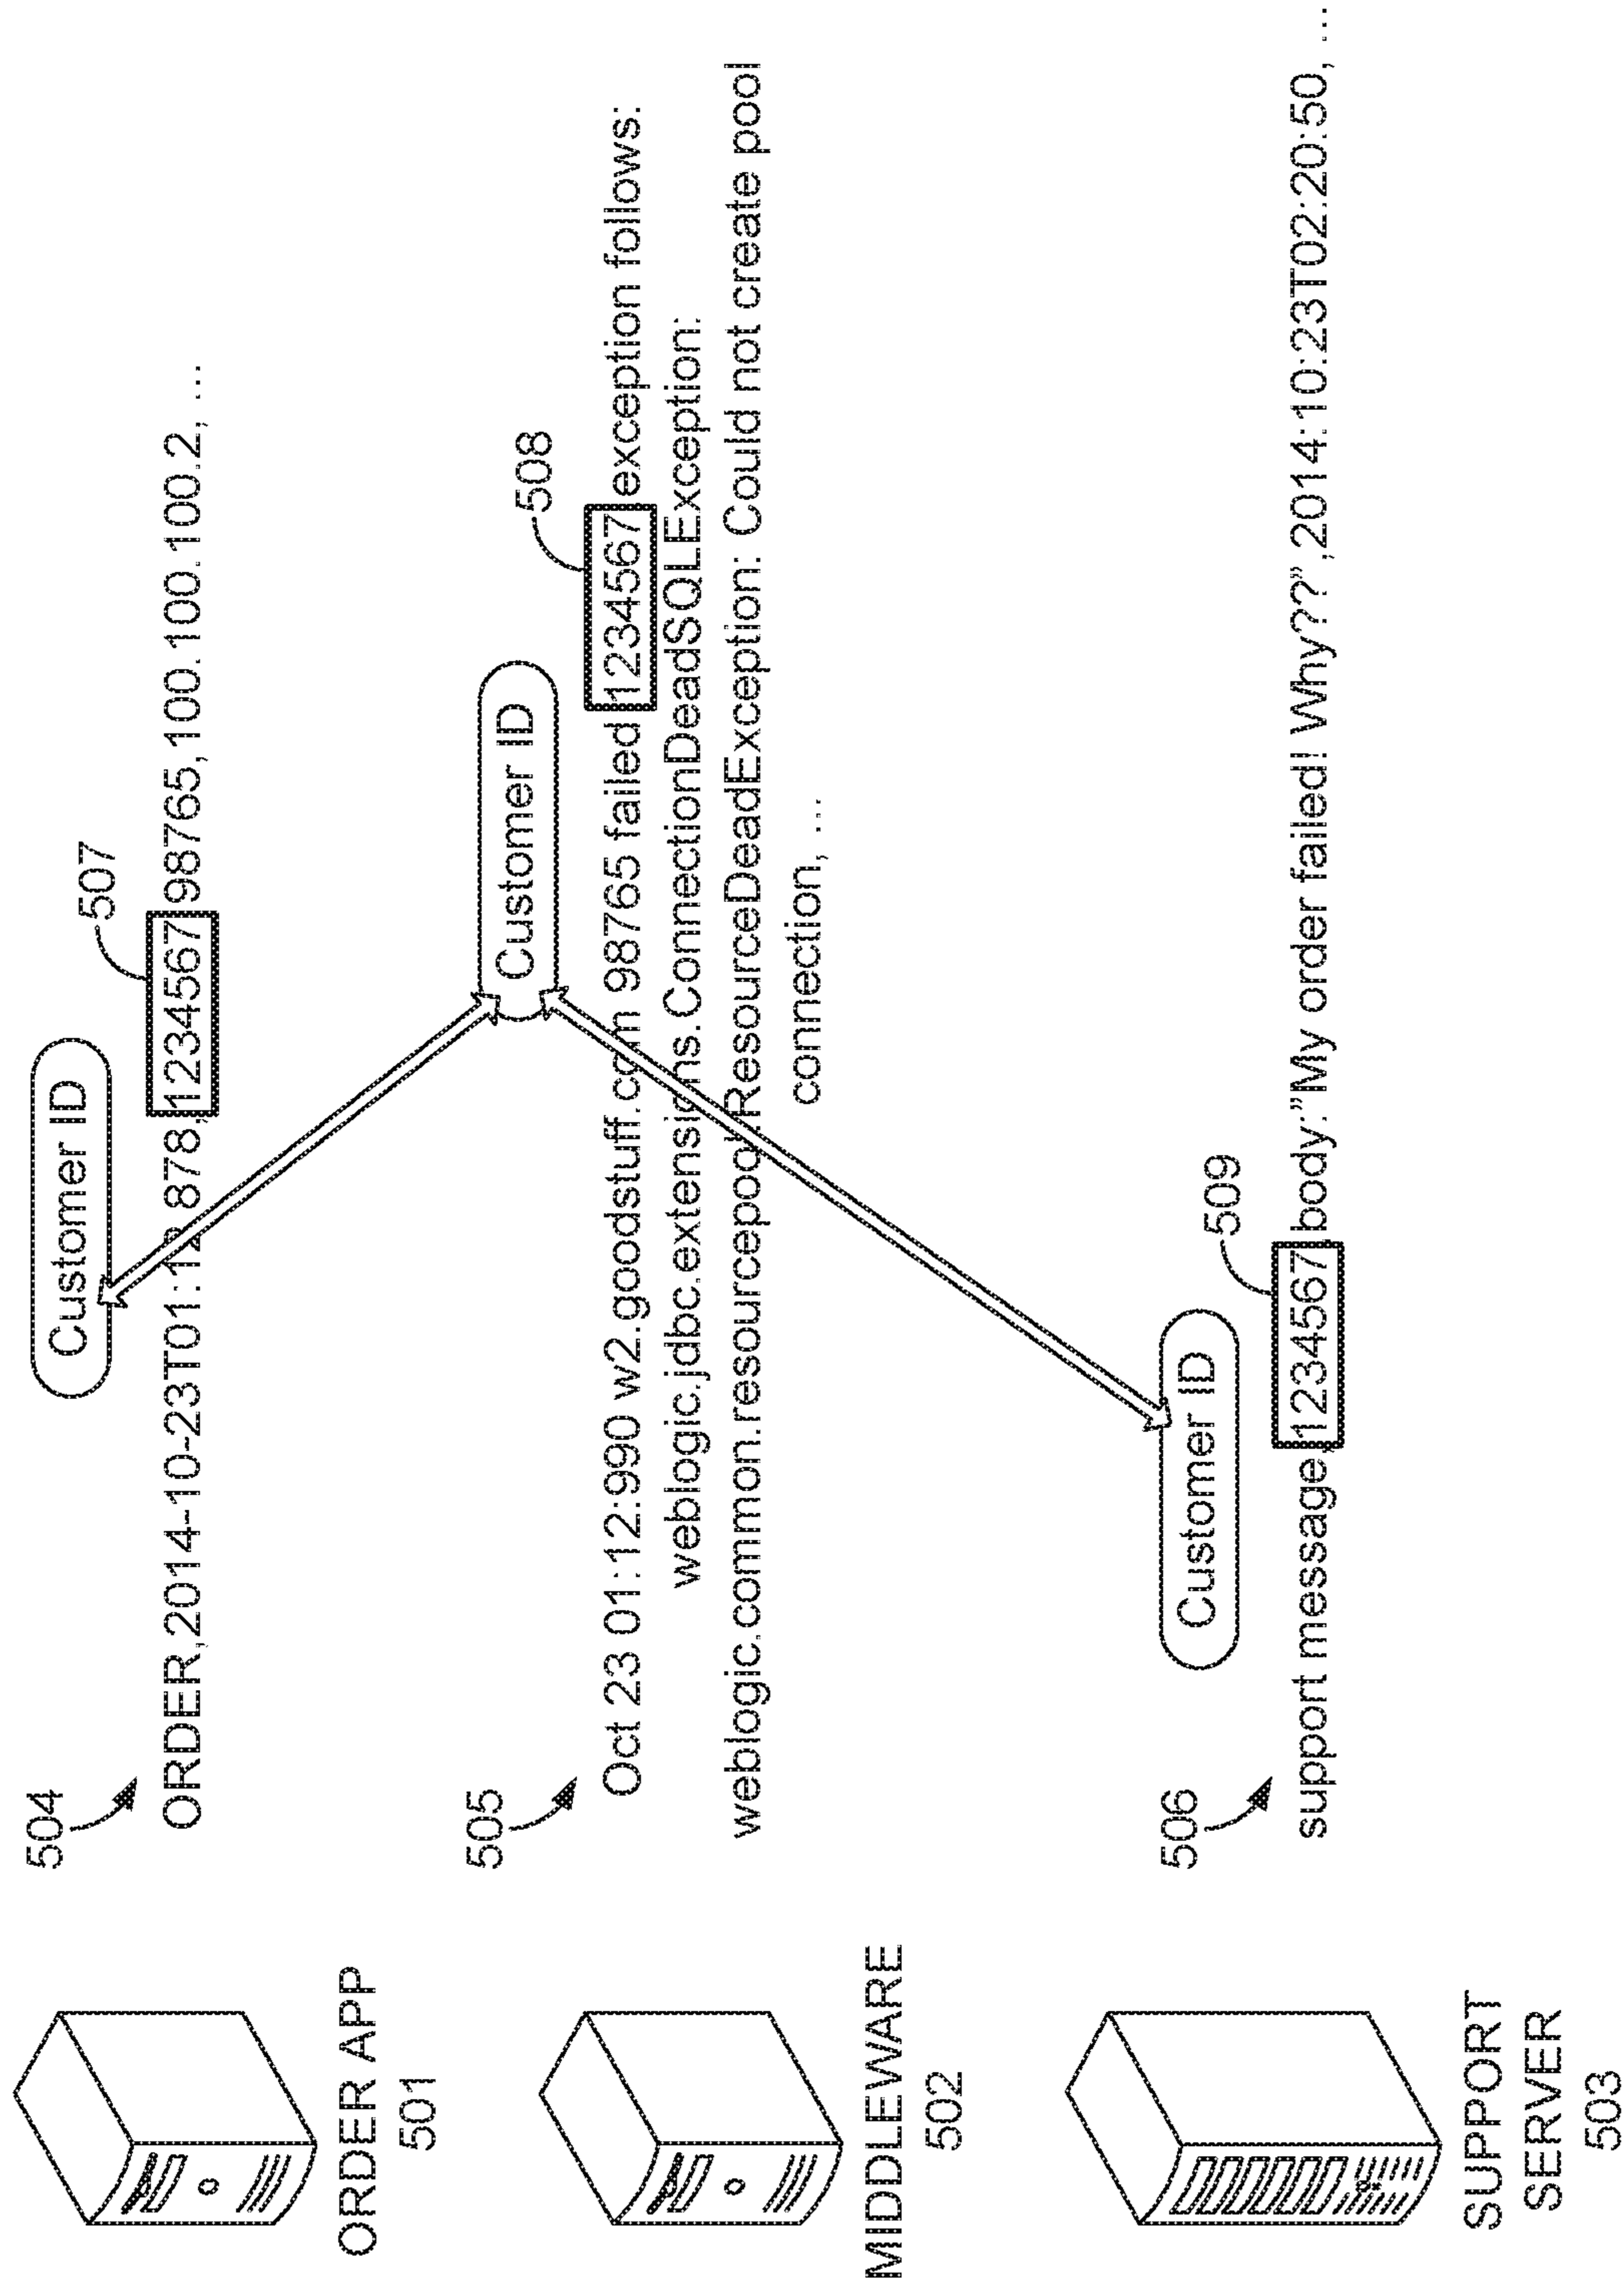 ORDER APP
501
504
Customer ID
507
ORDER,2014-10-23T01:12:878,1234567,98765,100.100.100.2, ...
MIDDLEWARE
502
505
Customer ID
508
Oct 23 01:12:990 w2.goodstuff.com 98765 failed 1234567 exception follows:
weblogic.jdbc.extensions.ConnectionDeadSQLException:
weblogic.common.resourcepool.ResourceDeadException: Could not create pool
connection, ...
SUPPORT
SERVER
503
506
Customer ID
509
support message,1234567,body:"My order failed! Why??",2014:10:23T02:20:50, ...